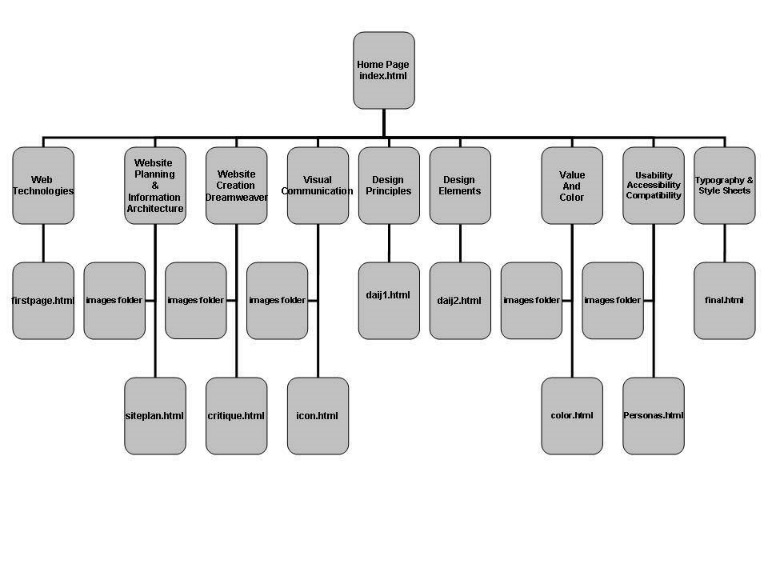 Home Page
index.html
Web
Technologies
Website
Planning
&
Information
Architecture
Website
Creation
Dreamweaver
Visual
Communication
Design
Principles
Design
Elements
Value
And
Color
Usability
Accessibility
Compatibility
Typography &
Style Sheets
firstpage.html
images folder
images folder
images folder
daij1.html
daij2.html
images folder
images folder
final.html
siteplan.html
critique.html
icon.html
color.html
Personas.html